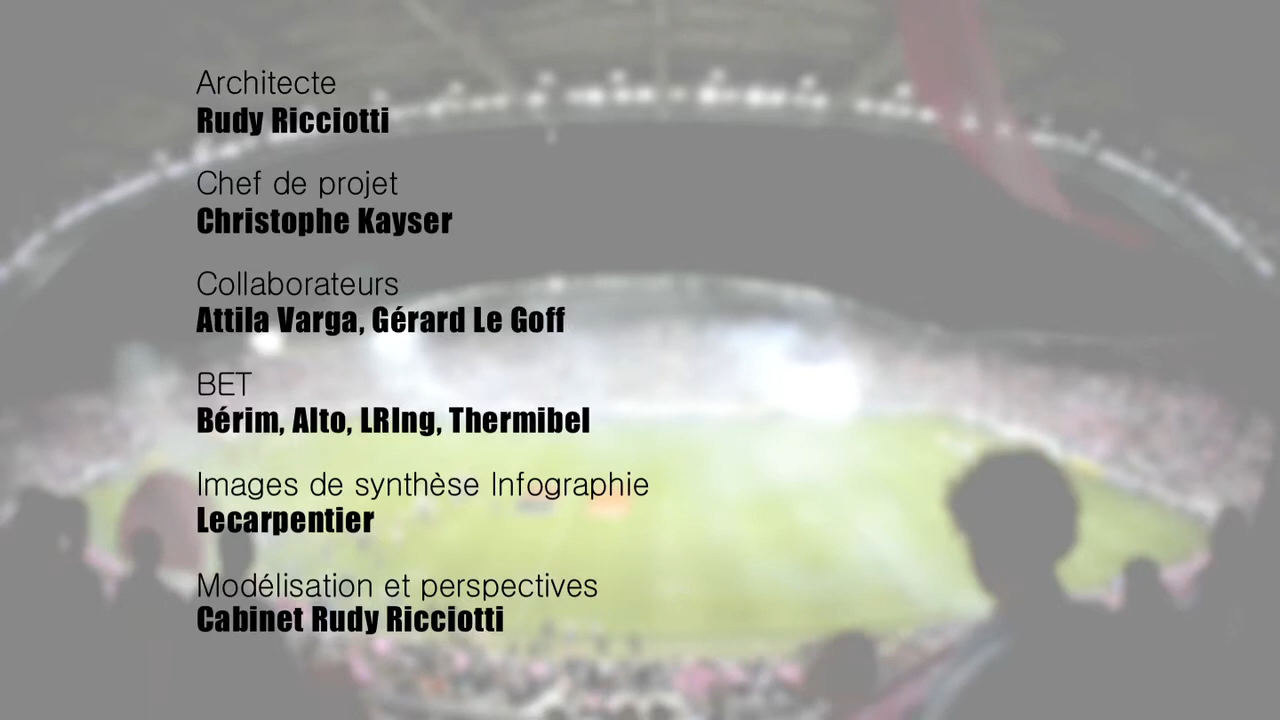 Architecte
Rudy Ricciotti
Chef de projet
Christophe Kayser
Collaborateurs
Attila Varga, Gérard Le Goff
BET
Bérim, Alto, LRIng, Thermibel
Images de synthèse Infographie
Lecarpentier
Modélisation et perspectives
Cabinet Rudy Ricciotti